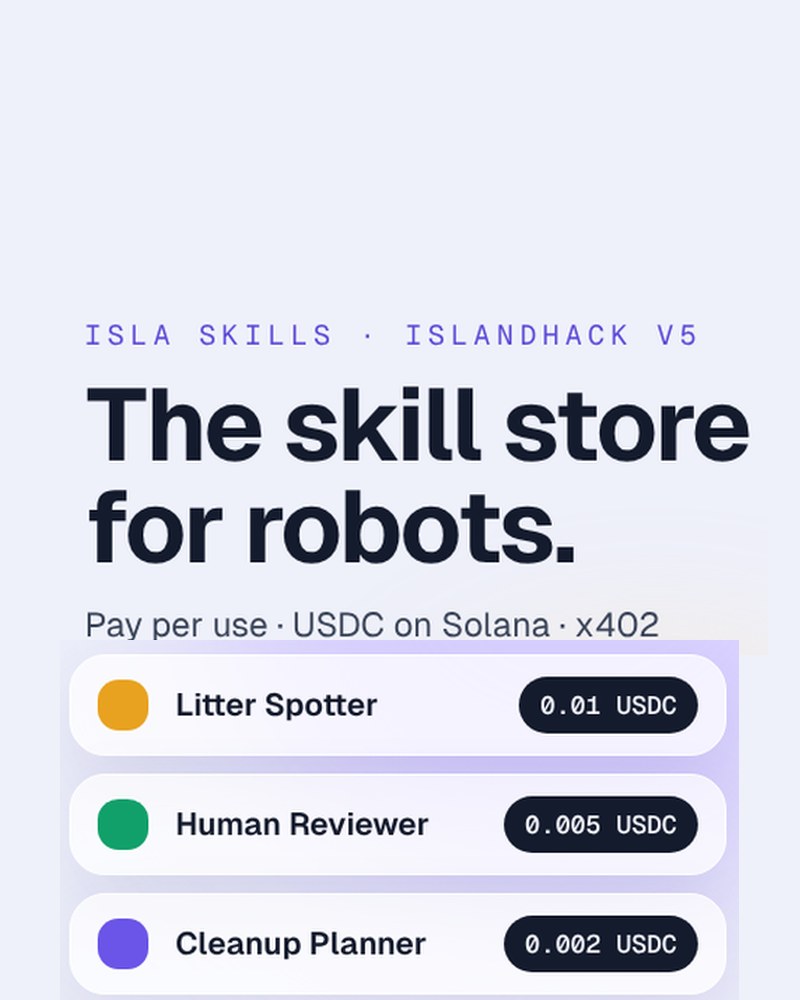 ISLA SKILLS · ISLANDHACK V5
The skill store
for robots.
Pay per use · USDC on Solana · x402
Litter Spotter 0.01 USDC
Human Reviewer 0.005 USDC
Cleanup Planner 0.002 USDC